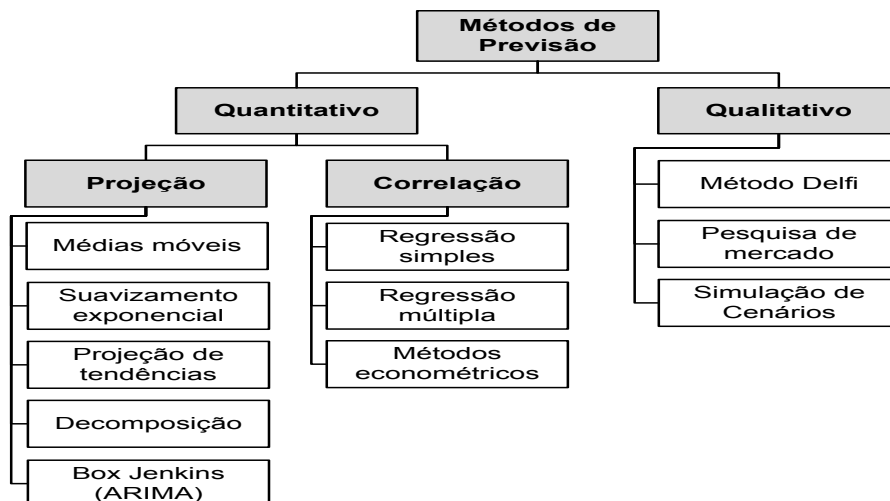 Métodos de
Previsão
Quantitativo
Qualitativo
Projeção
Correlação
Médias móveis
Suavizamento
exponencial
Projeção de
tendências
Decomposição
Box Jenkins
(ARIMA)
Regressão
simples
Regressão
múltipla
Métodos
econométricos
Método Delfi
Pesquisa de
mercado
Simulação de
Cenários